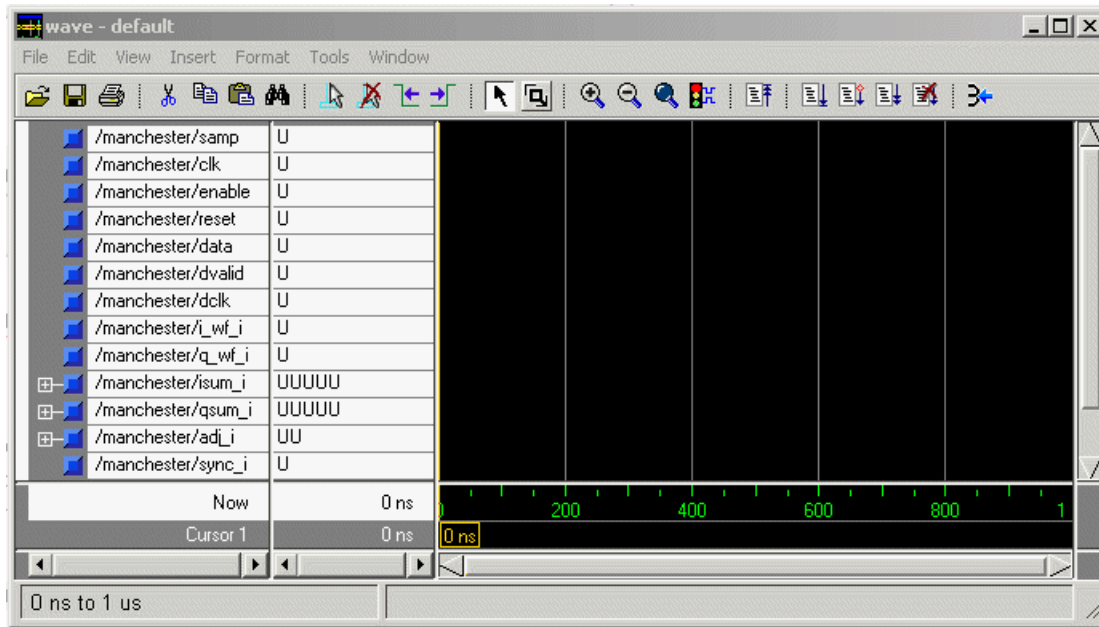 wave - default
File Edit View Insert Format Tools Window
/manchester/samp U
/manchester/clk U
/manchester/enable U
/manchester/reset U
/manchester/data U
/manchester/dvalid U
/manchester/dclk U
/manchester/i_wf_i U
/manchester/q_wf_i U
/manchester/isum_i UUUUU
/manchester/qsum_i UUUUU
/manchester/adj_i UU
/manchester/sync_i U
Now 0 ns 200 400 600 800 1
Cursor 1 0 ns 0 ns
0 ns to 1 us